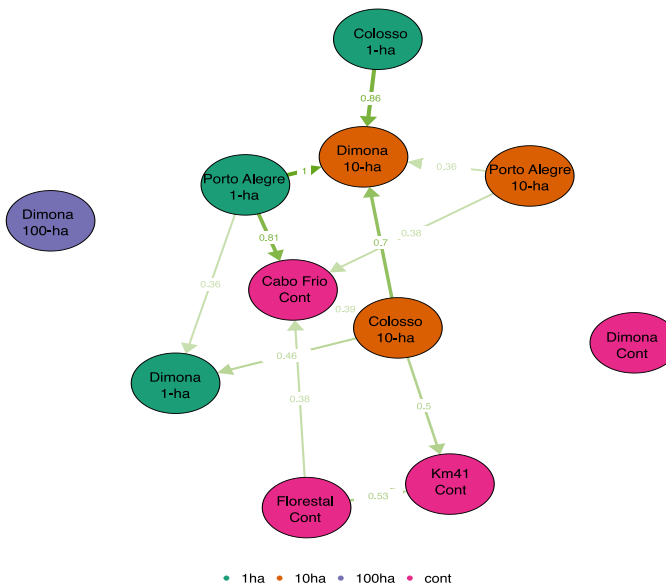 Colosso
1-ha
0.86
Dimona
10-ha
0.36
Porto Alegre
10-ha
Porto Alegre
1-ha
1
Dimona
100-ha
0.81
0.38
0.7
Cabo Frio
Cont
0.36
0.39
Colosso
10-ha
Dimona
Cont
0.46
Dimona
1-ha
0.38
0.5
Km41
Cont
0.53
Florestal
Cont
1ha 10ha 100ha cont